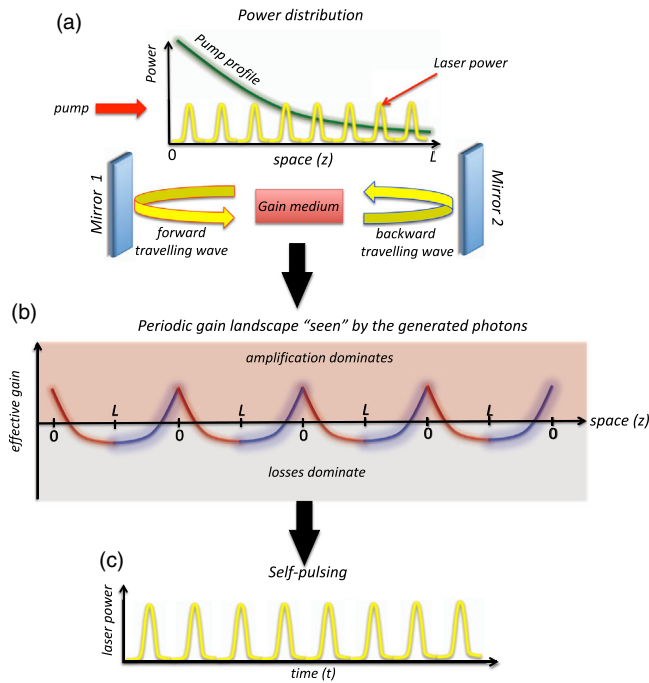 (a)
Power distribution
Power
Pump profile
Laser power
pump
0
space (z)
L
Mirror 1
Gain medium
Mirror 2
forward
travelling wave
backward
travelling wave
(b)
Periodic gain landscape “seen” by the generated photons
effective gain
amplification dominates
L L L L
space (z)
0 0 0 0 0
losses dominate
(c)
Self-pulsing
laser power
time (t)